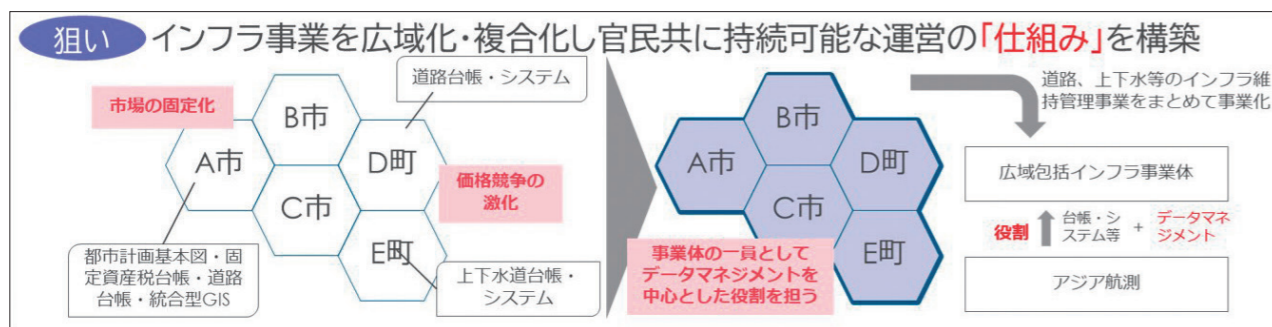 狙い インフラ事業を広域化・複合化し官民共に持続可能な運営の「仕組み」を構築
市場の固定化
道路台帳・システム
A市
B市
C市
D町
E町
価格競争の
激化
都市計画基本図・固
定資産税台帳・道路
台帳・統合型GIS
上下水道台帳・
システム
A市
B市
C市
D町
E町
事業体の一員として
データマネジメントを
中心とした役割を担う
道路、上下水等のインフラ維
持管理事業をまとめて事業化
広域包括インフラ事業体
役割
台帳・シ
ステム等
+
データマネ
ジメント
アジア航測